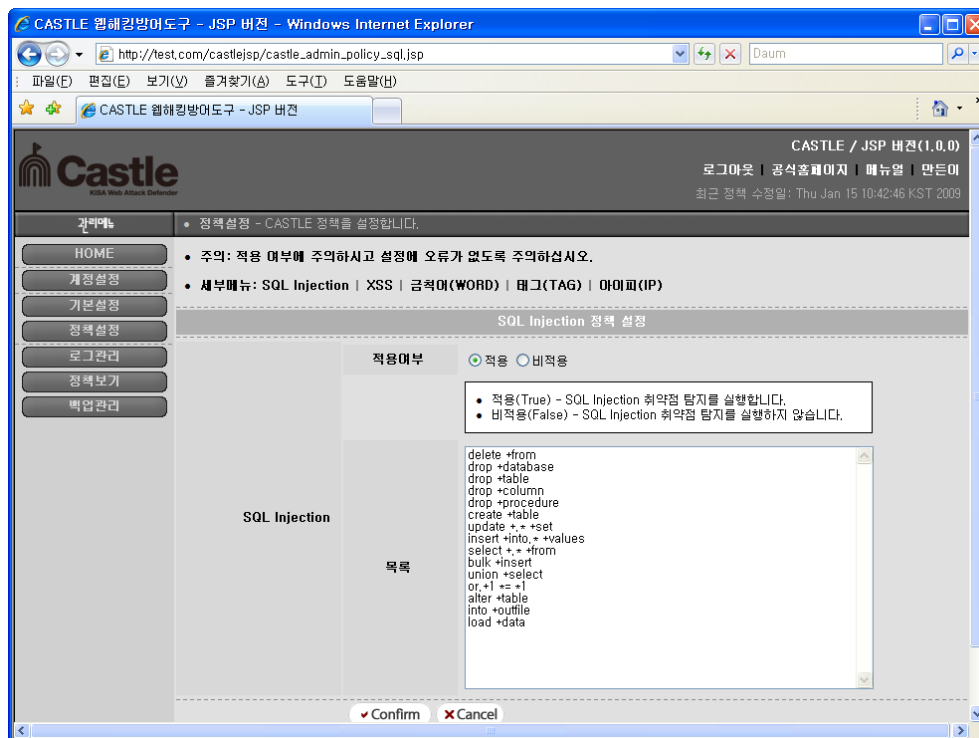 CASTLE 웹해킹방어도구 - JSP 버전 - Windows Internet Explorer
http://test.com/castlejsp/castle_admin_policy_sql.jsp
Daum
파일(F) 편집(E) 보기(V) 즐겨찾기(A) 도구(T) 도움말(H)
CASTLE 웹해킹방어도구 - JSP 버전
CASTLE / JSP 버전(1.0.0)
Castle
KISA Web Attack Defender
로그아웃 | 공식홈페이지 | 메뉴얼 | 만든이
최근 정책 수정일: Thu Jan 15 10:42:46 KST 2009
관리메뉴
• 정책설정 - CASTLE 정책을 설정합니다.
HOME
계정설정
기본설정
정책설정
로그관리
정책보기
백업관리
• 주의: 적용 여부에 주의하시고 설정에 오류가 없도록 주의하십시오.
• 세부메뉴: SQL Injection | XSS | 금칙어(WORD) | 태그(TAG) | 아이피(IP)
SQL Injection 정책 설정
SQL Injection
적용여부
적용 비적용
• 적용(True) - SQL Injection 취약점 탐지를 실행합니다.
• 비적용(False) - SQL Injection 취약점 탐지를 실행하지 않습니다.
목록
delete +from
drop +database
drop +table
drop +column
drop +procedure
create +table
update +.* +set
insert +into.* +values
select +.* +from
bulk +insert
union +select
or.+1 *= *1
alter +table
into +outfile
load +data
Confirm Cancel